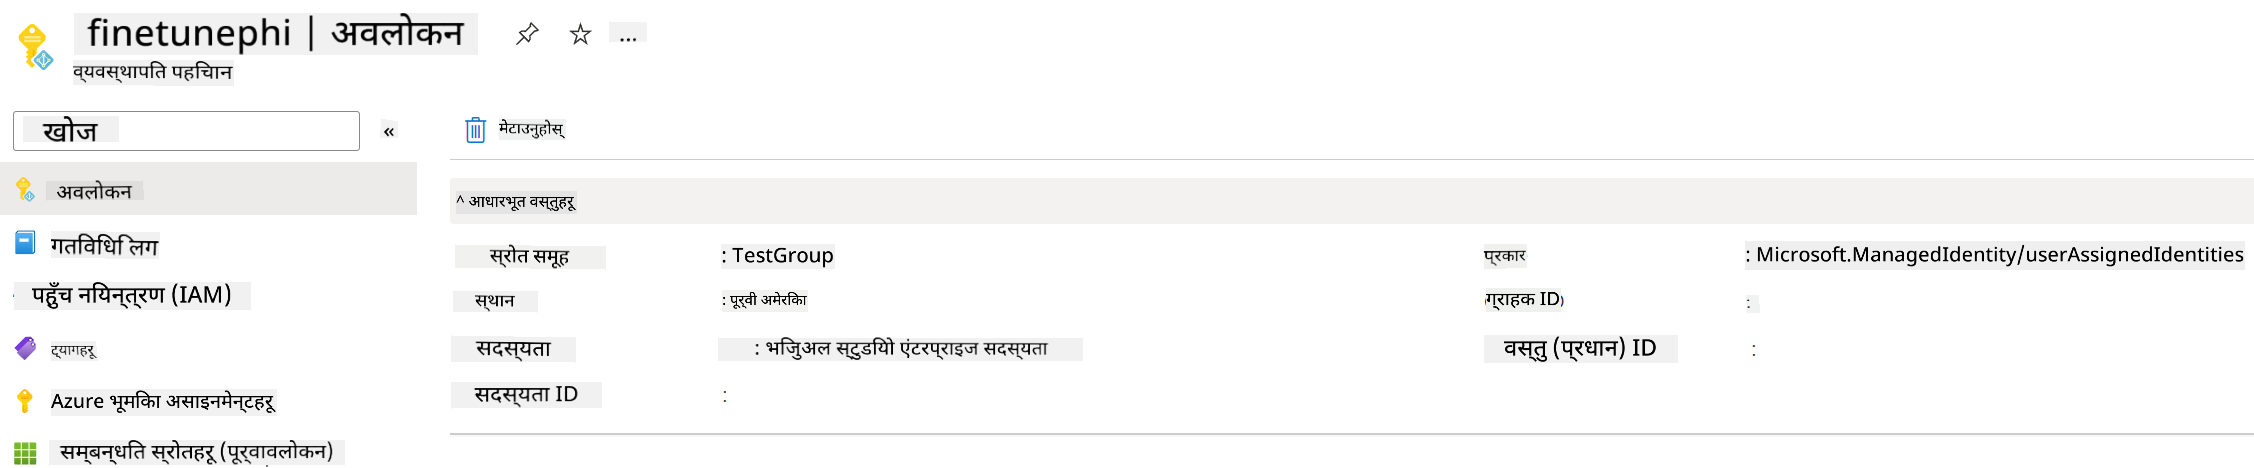 finetunephi | अवलोकन
...
व्यवस्थापित पहिचान
खोज
«
मेटाउनुहोस्
अवलोकन
^ आधारभूत वस्तुहरू
गतिविधि लग
स्रोत समूह : TestGroup
प्रकार : Microsoft.ManagedIdentity/userAssignedIdentities
पहुँच नियन्त्रण (IAM)
स्थान : पूर्वी अमेरिका
ग्राहक ID) :
ट्यागहरू
सदस्यता : भिजुअल स्टुडियो एंटरप्राइज सदस्यता
वस्तु (प्रधान) ID :
Azure भूमिका असाइनमेन्टहरू
सदस्यता ID :
सम्बन्धित स्रोतहरू (पूर्वावलोकन)